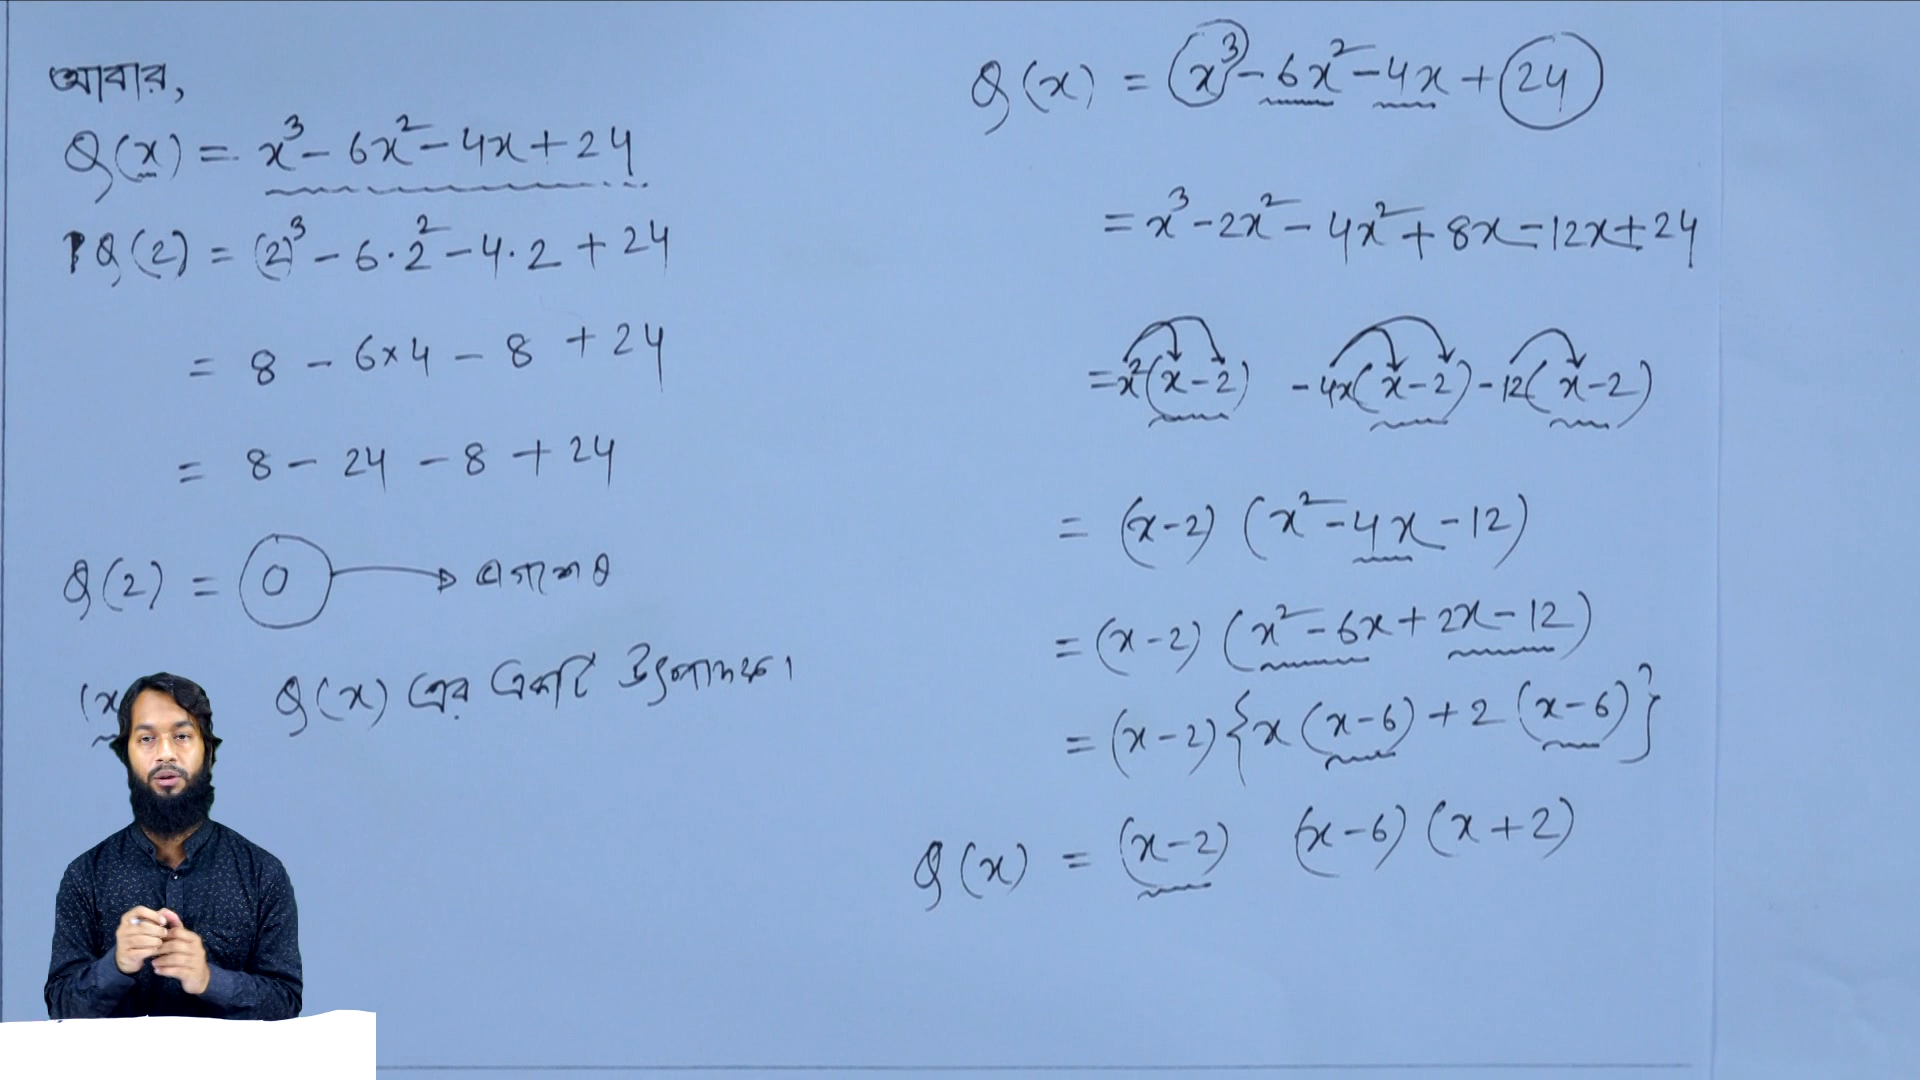 আবার,
Q(x) = x³ - 6x² - 4x + 24
Q(2) = (2)³ - 6·2² - 4·2 + 24
= 8 - 6×4 - 8 + 24
= 8 - 24 - 8 + 24
Q(2) = 0 →
(x Q(x) এর একটি উৎপাদক।
Q(x) = x³ - 6x² - 4x + 24
= x³ - 2x² - 4x² + 8x - 12x + 24
= x²(x-2) - 4x(x-2) - 12(x-2)
= (x-2) (x² - 4x - 12)
= (x-2) (x² - 6x + 2x - 12)
= (x-2) {x(x-6) + 2(x-6)}
Q(x) = (x-2) (x-6) (x+2)